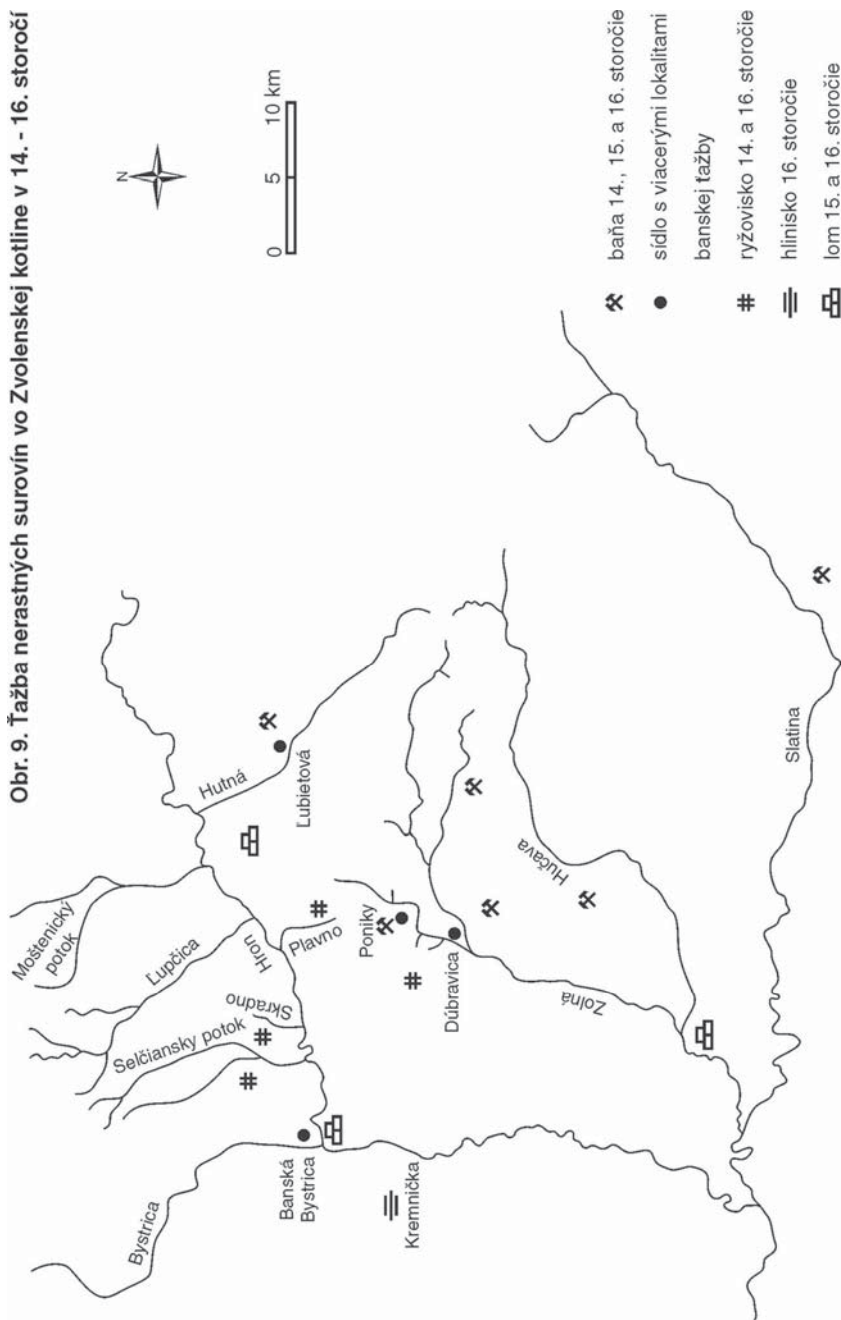 Obr. 9. Ťažba nerastných surovín vo Zvolenskej kotline v 14. - 16. storočí
N
0 5 10 km
Moštenický
potok
Ľupčica
Hron
Hutná
Ľubietová
Selčiansky potok
Skradno
Plavno
Bystrica
Banská
Bystrica
Kremnička
Poniky
Dúbravica
Zolná
Hučava
Slatina
baňa 14., 15. a 16. storočie
sídlo s viacerými lokalitami
banskej ťažby
ryžovisko 14. a 16. storočie
hlinisko 16. storočie
lom 15. a 16. storočie